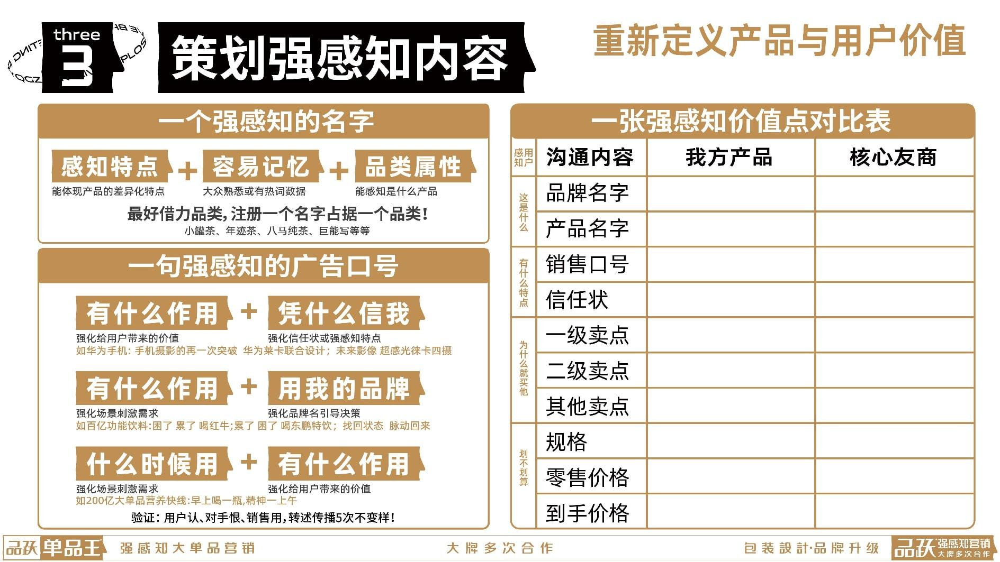 three
3
策划强感知内容
重新定义产品与用户价值
一个强感知的名字
感知特点 + 容易记忆 + 品类属性
能体现产品的差异化特点 大众熟悉或有热词数据 能感知是什么产品
最好借力品类，注册一个名字占据一个品类！
小罐茶、年迹茶、八马纯茶、巨能写等等
一句强感知的广告口号
有什么作用 + 凭什么信我
强化给用户带来的价值 强化信任状或强感知特点
如华为手机：手机摄影的再一次突破 华为莱卡联合设计；未来影像 超感光徕卡四摄
有什么作用 + 用我的品牌
强化场景刺激需求 强化品牌名引导决策
如百亿功能饮料:困了 累了 喝红牛;累了 困了 喝东鹏特饮；找回状态 脉动回来
什么时候用 + 有什么作用
强化场景刺激需求 强化给用户带来的价值
如200亿大单品营养快线:早上喝一瓶,精神一上午
验证：用户认、对手恨、销售用，转述传播5次不变样！
一张强感知价值点对比表
用户感知 沟通内容 我方产品 核心友商
这是什么
品牌名字
产品名字
有什么特点
销售口号
信任状
为什么就买他
一级卖点
二级卖点
其他卖点
划不划算
规格
零售价格
到手价格
品跃 单品王 强感知大单品营销 大牌多次合作 包装設計·品牌升级 品跃 强感知营销
大牌多次合作